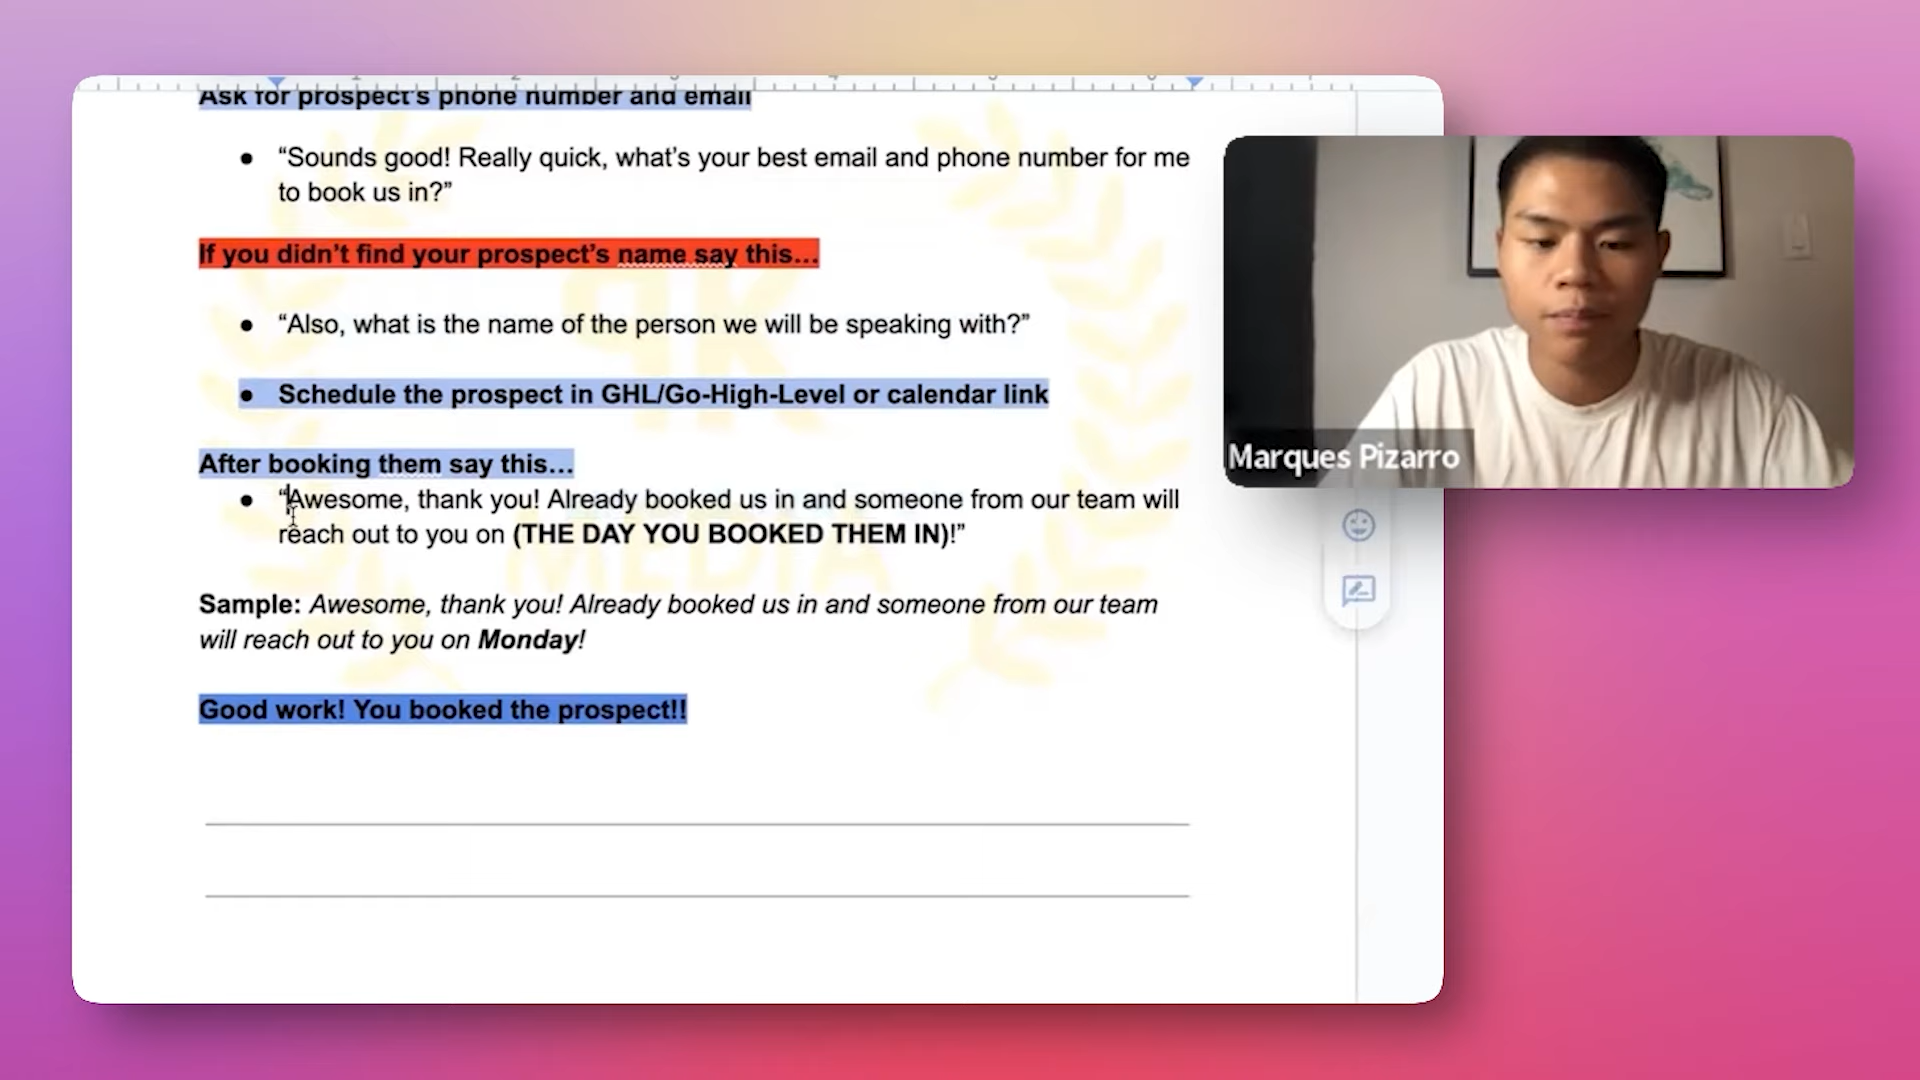 Ask for prospect's phone number and email
● “Sounds good! Really quick, what’s your best email and phone number for me
to book us in?”
If you didn’t find your prospect’s name say this...
● “Also, what is the name of the person we will be speaking with?”
● Schedule the prospect in GHL/Go-High-Level or calendar link
After booking them say this...
● “Awesome, thank you! Already booked us in and someone from our team will
reach out to you on (THE DAY YOU BOOKED THEM IN)!”
Sample: Awesome, thank you! Already booked us in and someone from our team
will reach out to you on Monday!
Good work! You booked the prospect!!
PK
MEDIA
Marques Pizarro